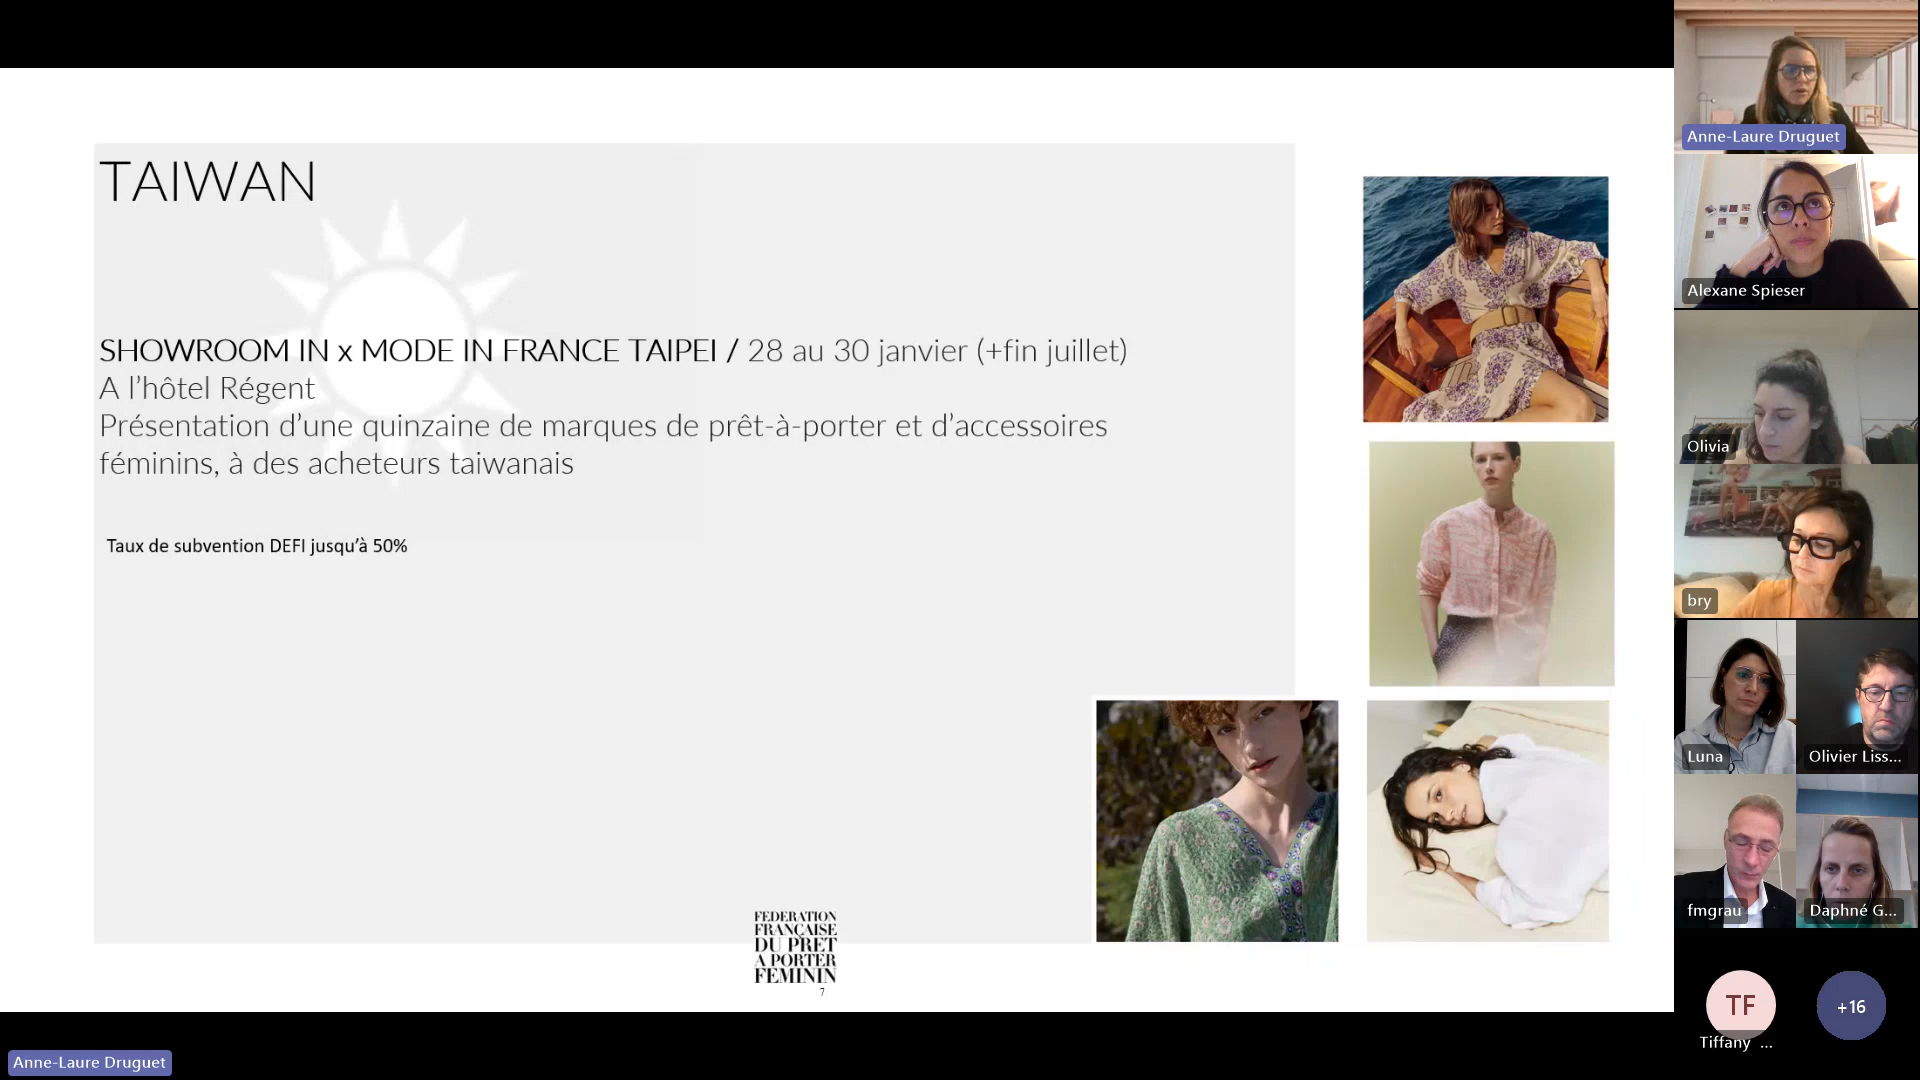 TAIWAN
SHOWROOM IN x MODE IN FRANCE TAIPEI / 28 au 30 janvier (+fin juillet)
A l’hôtel Régent
Présentation d’une quinzaine de marques de prêt-à-porter et d’accessoires
féminins, à des acheteurs taiwanais
Taux de subvention DEFI jusqu’à 50%
FEDERATION
FRANÇAISE
DU PRET
A PORTER
FEMININ
7
Anne-Laure Druguet
Anne-Laure Druguet
Alexane Spieser
Olivia
bry
Luna
Olivier Liss...
fmgrau
Daphné G...
TF
Tiffany ...
+16